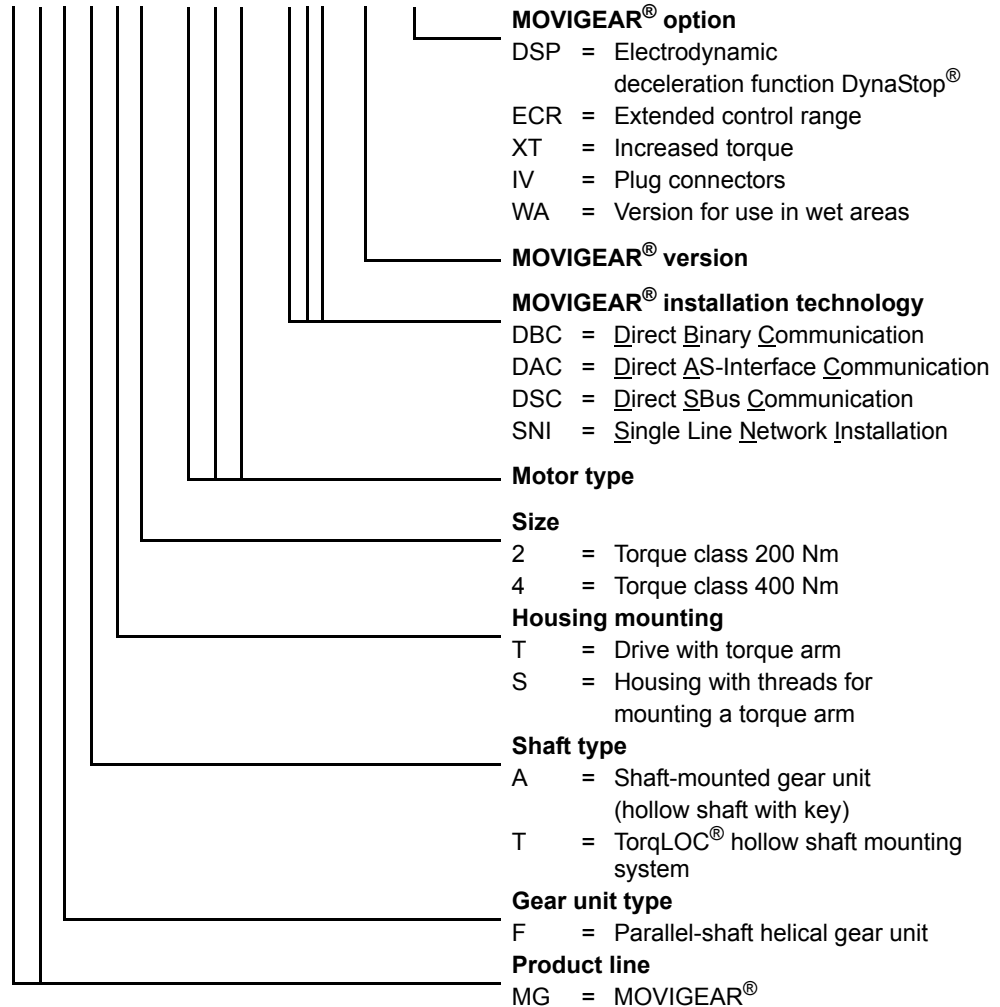 MOVIGEAR® option
DSP = Electrodynamic
deceleration function DynaStop®
ECR = Extended control range
XT = Increased torque
IV = Plug connectors
WA = Version for use in wet areas
MOVIGEAR® version
MOVIGEAR® installation technology
DBC = Direct Binary Communication
DAC = Direct AS-Interface Communication
DSC = Direct SBus Communication
SNI = Single Line Network Installation
Motor type
Size
2 = Torque class 200 Nm
4 = Torque class 400 Nm
Housing mounting
T = Drive with torque arm
S = Housing with threads for
mounting a torque arm
Shaft type
A = Shaft-mounted gear unit
(hollow shaft with key)
T = TorqLOC® hollow shaft mounting
system
Gear unit type
F = Parallel-shaft helical gear unit
Product line
MG = MOVIGEAR®